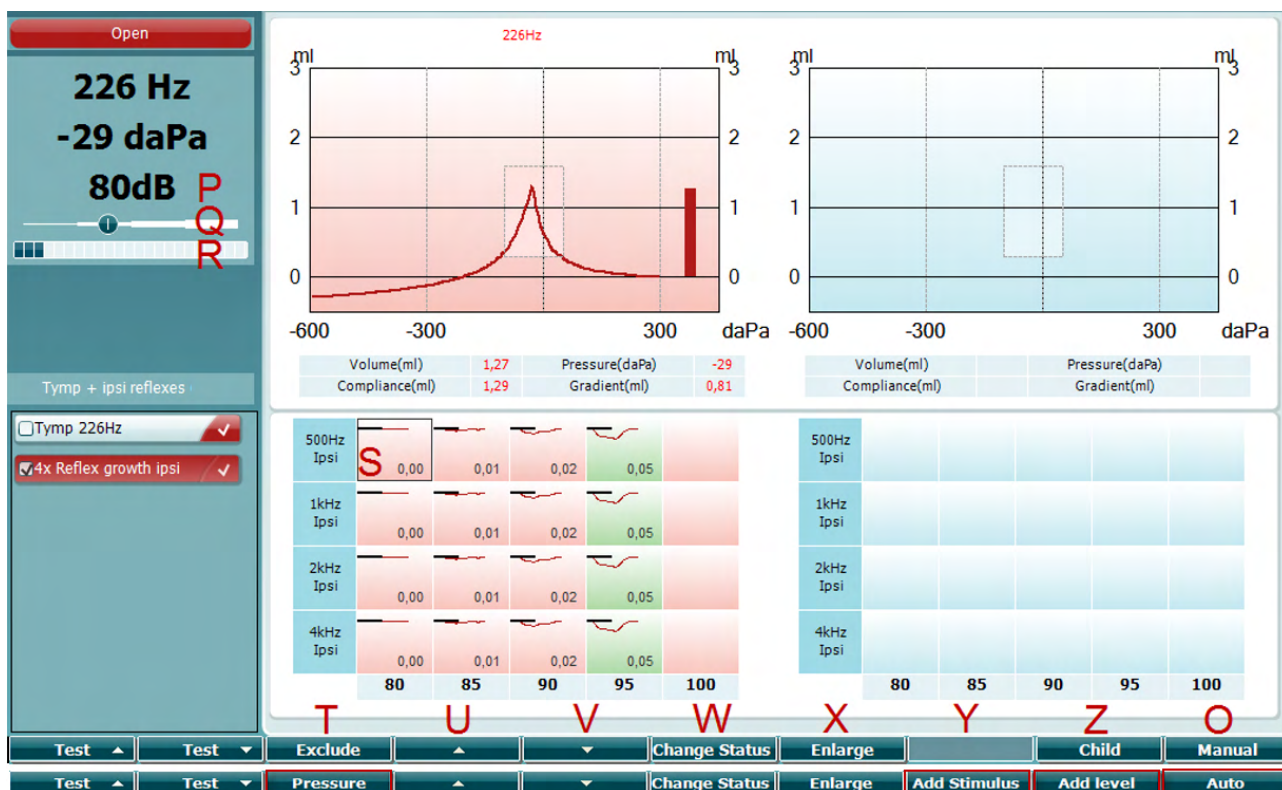 Open
226 Hz
-29 daPa
80dB P
Q
R
Tymp + ipsi reflexes
Tymp 226Hz
4x Reflex growth ipsi
226Hz
ml ml
3 3
2 2
1 1
0 0
-600 -300 300 daPa
Volume(ml) 1,27 Pressure(daPa) -29
Compliance(ml) 1,29 Gradient(ml) 0,81
ml ml
3 3
2 2
1 1
0 0
-600 -300 300 daPa
Volume(ml) Pressure(daPa)
Compliance(ml) Gradient(ml)
500Hz
Ipsi
S 0,00 0,01 0,02 0,05
1kHz
Ipsi
0,00 0,01 0,02 0,05
2kHz
Ipsi
0,00 0,01 0,02 0,05
4kHz
Ipsi
0,00 0,01 0,02 0,05
80 85 90 95 100
500Hz
Ipsi
1kHz
Ipsi
2kHz
Ipsi
4kHz
Ipsi
80 85 90 95 100
T U V W X Y Z O
Test Test Exclude Change Status Enlarge Child Manual
Test Test Pressure Change Status Enlarge Add Stimulus Add level Auto